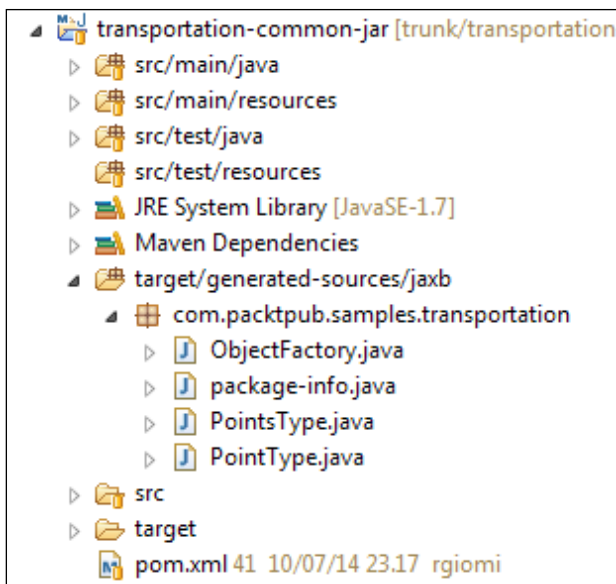 transportation-common-jar [trunk/transportation
src/main/java
src/main/resources
src/test/java
src/test/resources
JRE System Library [JavaSE-1.7]
Maven Dependencies
target/generated-sources/jaxb
com.packtpub.samples.transportation
ObjectFactory.java
package-info.java
PointsType.java
PointType.java
src
target
pom.xml 41 10/07/14 23.17 rgiomi